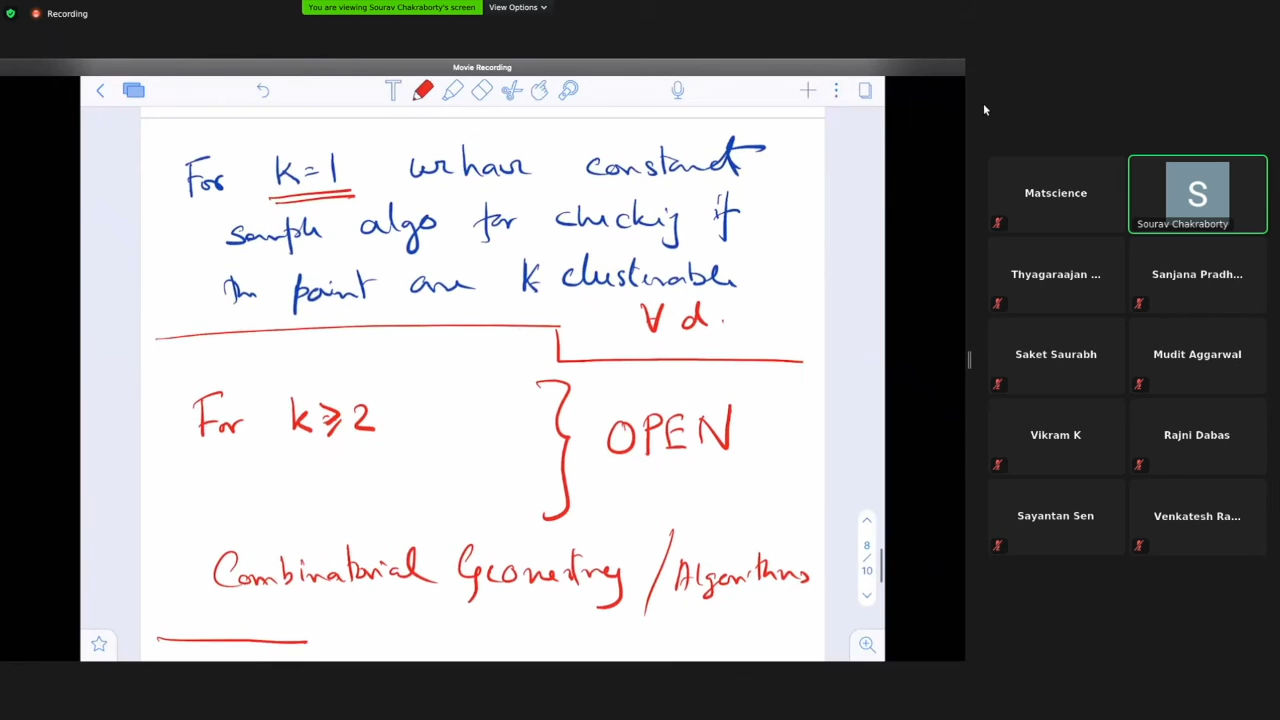 Recording
You are viewing Sourav Chakraborty's screen
View Options
Movie Recording
For k=1 we have constant
sample algo for checking if
the point are K clusterable
∀ d.
For k ≥ 2
OPEN
Combinatorial Geometry / Algorithms
8
/
10
Matscience
S
Sourav Chakraborty
Thyagaraajan ...
Sanjana Pradh...
Saket Saurabh
Mudit Aggarwal
Vikram K
Rajni Dabas
Sayantan Sen
Venkatesh Ra...